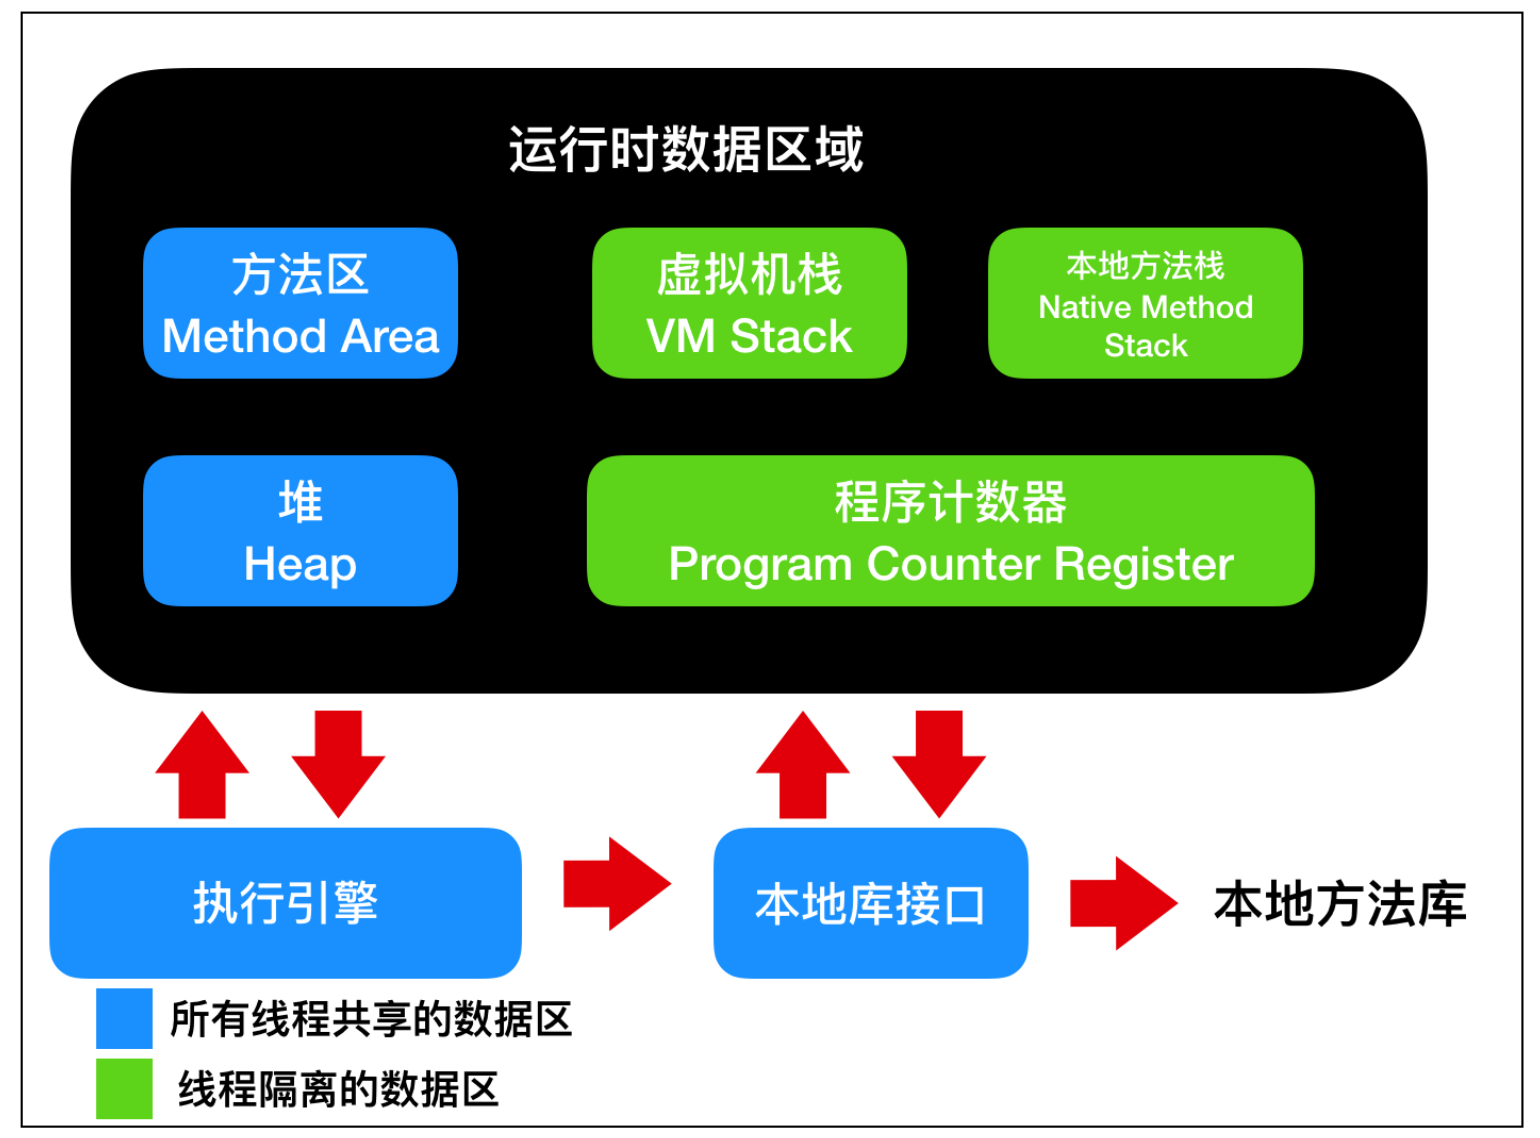 运行时数据区域
方法区
Method Area
虚拟机栈
VM Stack
本地方法栈
Native Method
Stack
堆
Heap
程序计数器
Program Counter Register
执行引擎
本地库接口
本地方法库
所有线程共享的数据区
线程隔离的数据区